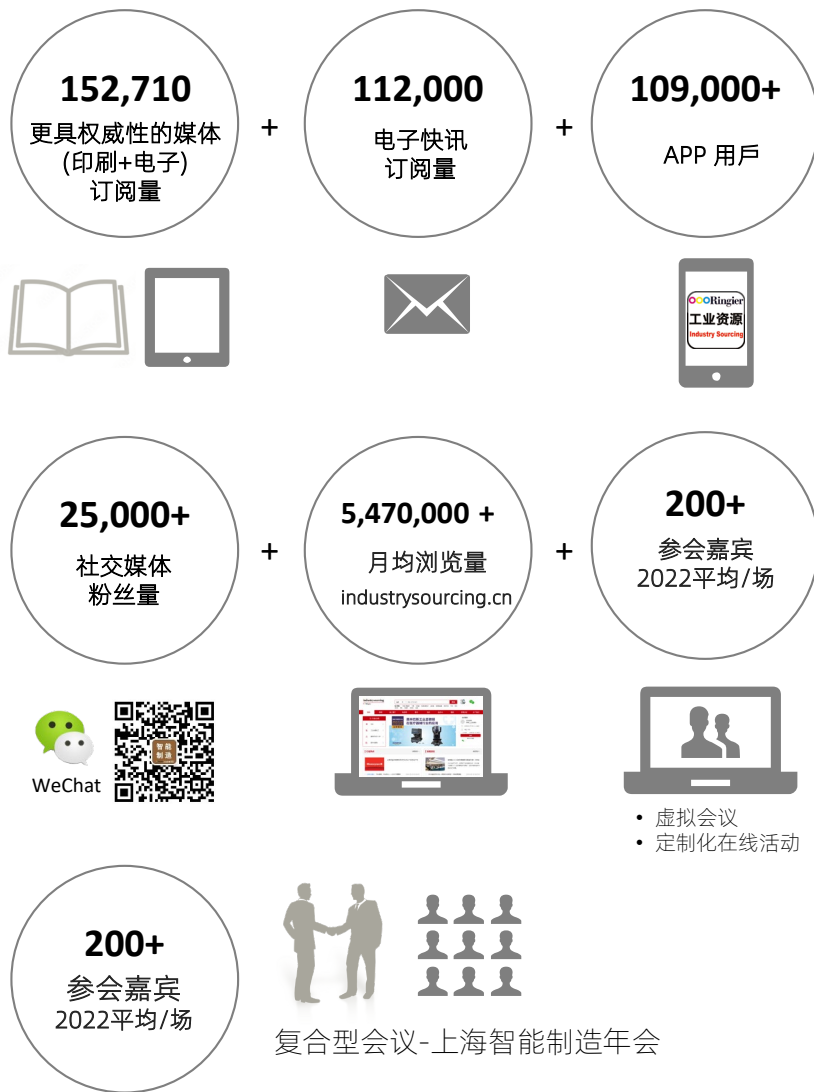 152,710
更具权威性的媒体
(印刷+电子)
订阅量
+
112,000
电子快讯
订阅量
+
109,000+
APP 用戶
Ringier
工业资源
Industry Sourcing
25,000+
社交媒体
粉丝量
+
5,470,000 +
月均浏览量
industrysourcing.cn
+
200+
参会嘉宾
2022平均/场
WeChat
智能
制造
• 虚拟会议
• 定制化在线活动
200+
参会嘉宾
2022平均/场
复合型会议-上海智能制造年会